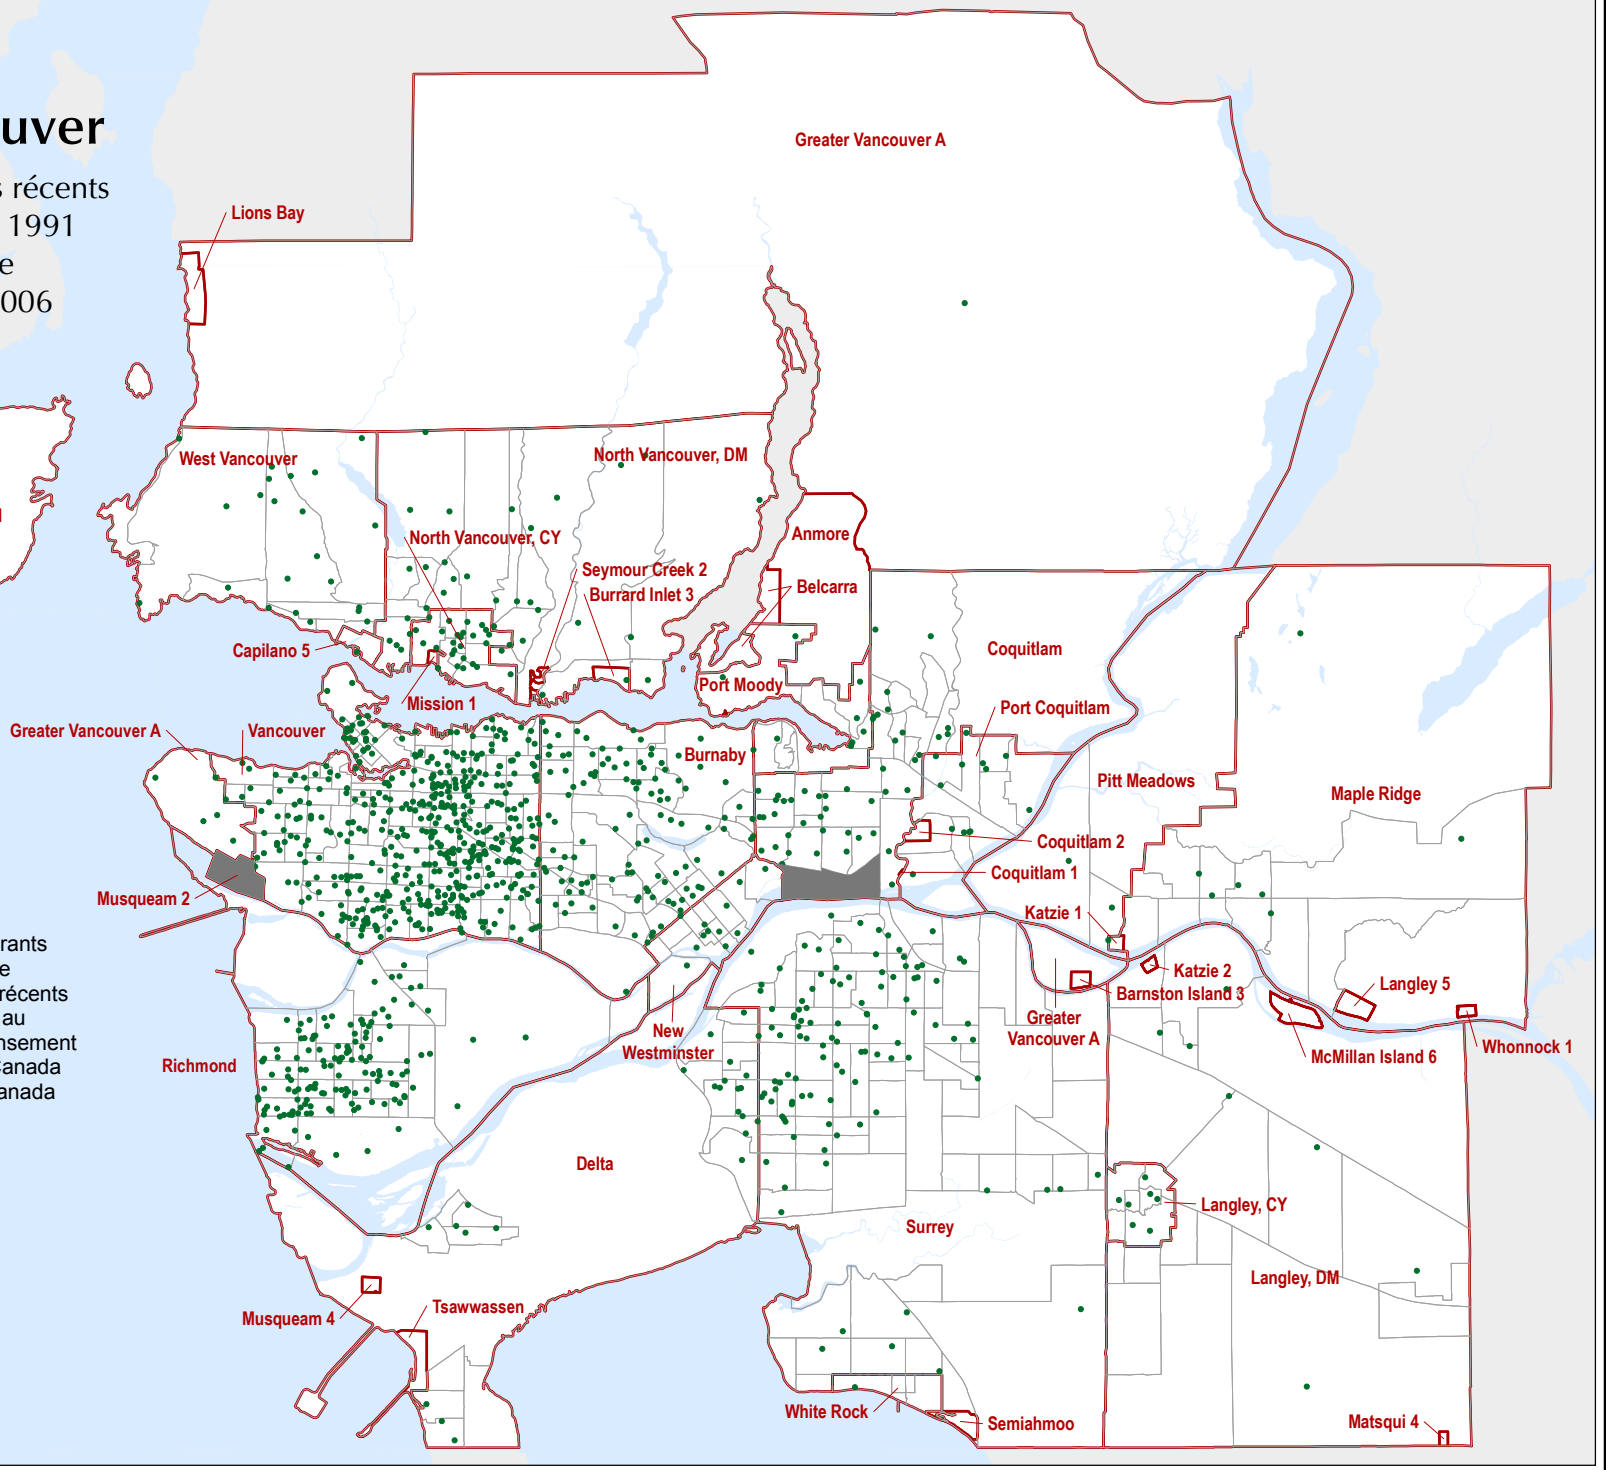 uver
s récents
1991
e
006
Greater Vancouver A
Lions Bay
West Vancouver
North Vancouver, DM
North Vancouver, CY
Anmore
Seymour Creek 2
Burrard Inlet 3
Belcarra
Capilano 5
Coquitlam
Port Moody
Mission 1
Port Coquitlam
Greater Vancouver A
Vancouver
Burnaby
Pitt Meadows
Maple Ridge
Coquitlam 2
Coquitlam 1
Musqueam 2
Katzie 1
rants
e
récents
au
nsement
Canada
anada
Katzie 2
Barnston Island 3
Langley 5
New
Westminster
Greater
Vancouver A
Whonnock 1
McMillan Island 6
Richmond
Delta
Langley, CY
Surrey
Langley, DM
Musqueam 4
Tsawwassen
White Rock
Semiahmoo
Matsqui 4